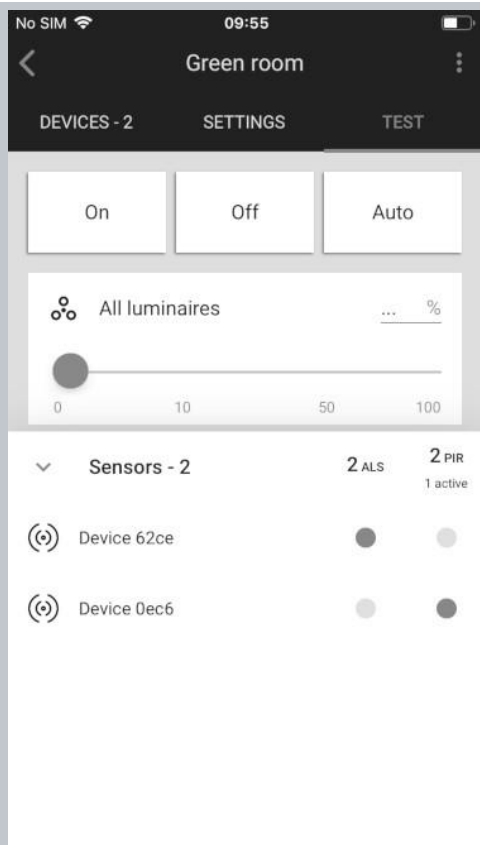 No SIM 09:55
Green room
DEVICES - 2 SETTINGS TEST
On Off Auto
All luminaires ... %
0 10 50 100
Sensors - 2 2 ALS 2 PIR
1 active
Device 62ce
Device 0ec6